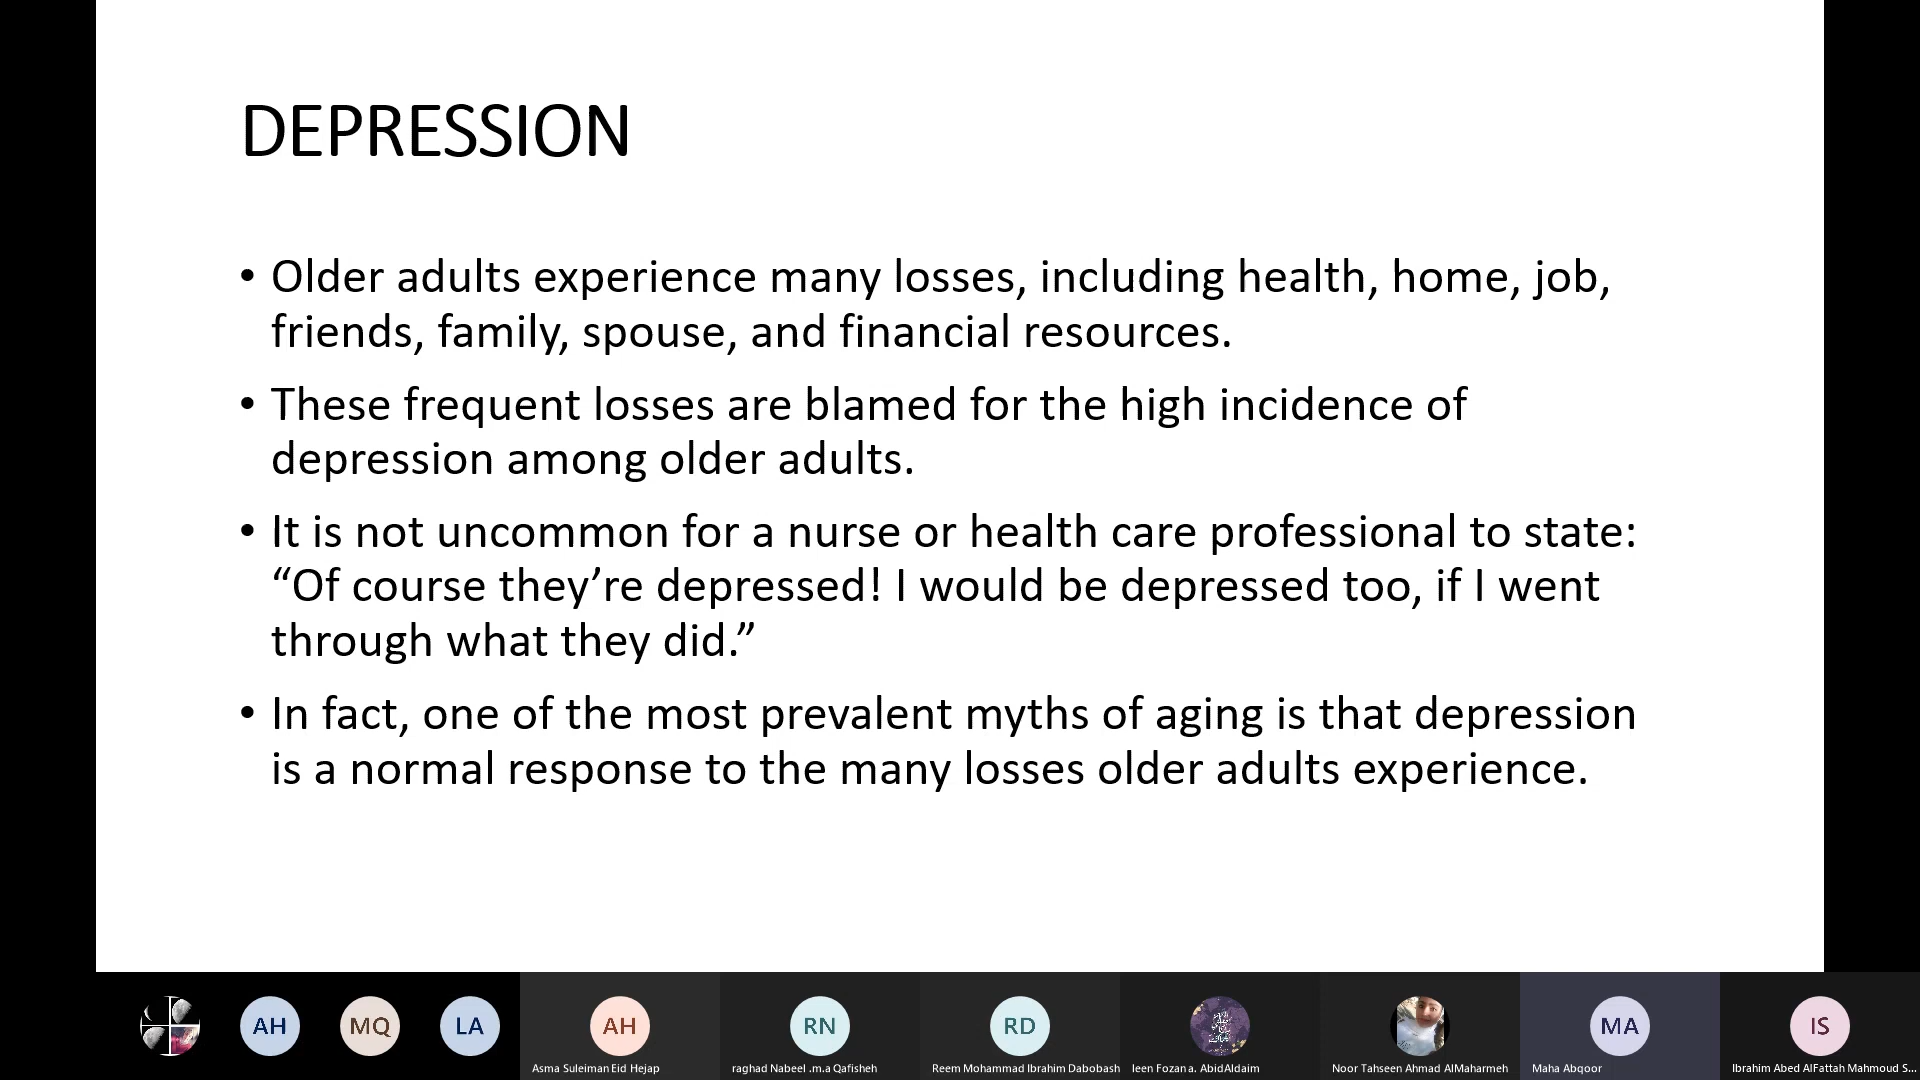 DEPRESSION
• Older adults experience many losses, including health, home, job,
friends, family, spouse, and financial resources.
• These frequent losses are blamed for the high incidence of
depression among older adults.
• It is not uncommon for a nurse or health care professional to state:
“Of course they’re depressed! I would be depressed too, if I went
through what they did.”
• In fact, one of the most prevalent myths of aging is that depression
is a normal response to the many losses older adults experience.
AH
MQ
LA
AH
RN
RD
MA
IS
Asma Suleiman Eid Hejap
raghad Nabeel .m.a Qafisheh
Reem Mohammad Ibrahim Dabobash
leen Fozan a. AbidAldaim
Noor Tahseen Ahmad AlMaharmeh
Maha Abqoor
Ibrahim Abed AlFattah Mahmoud S...